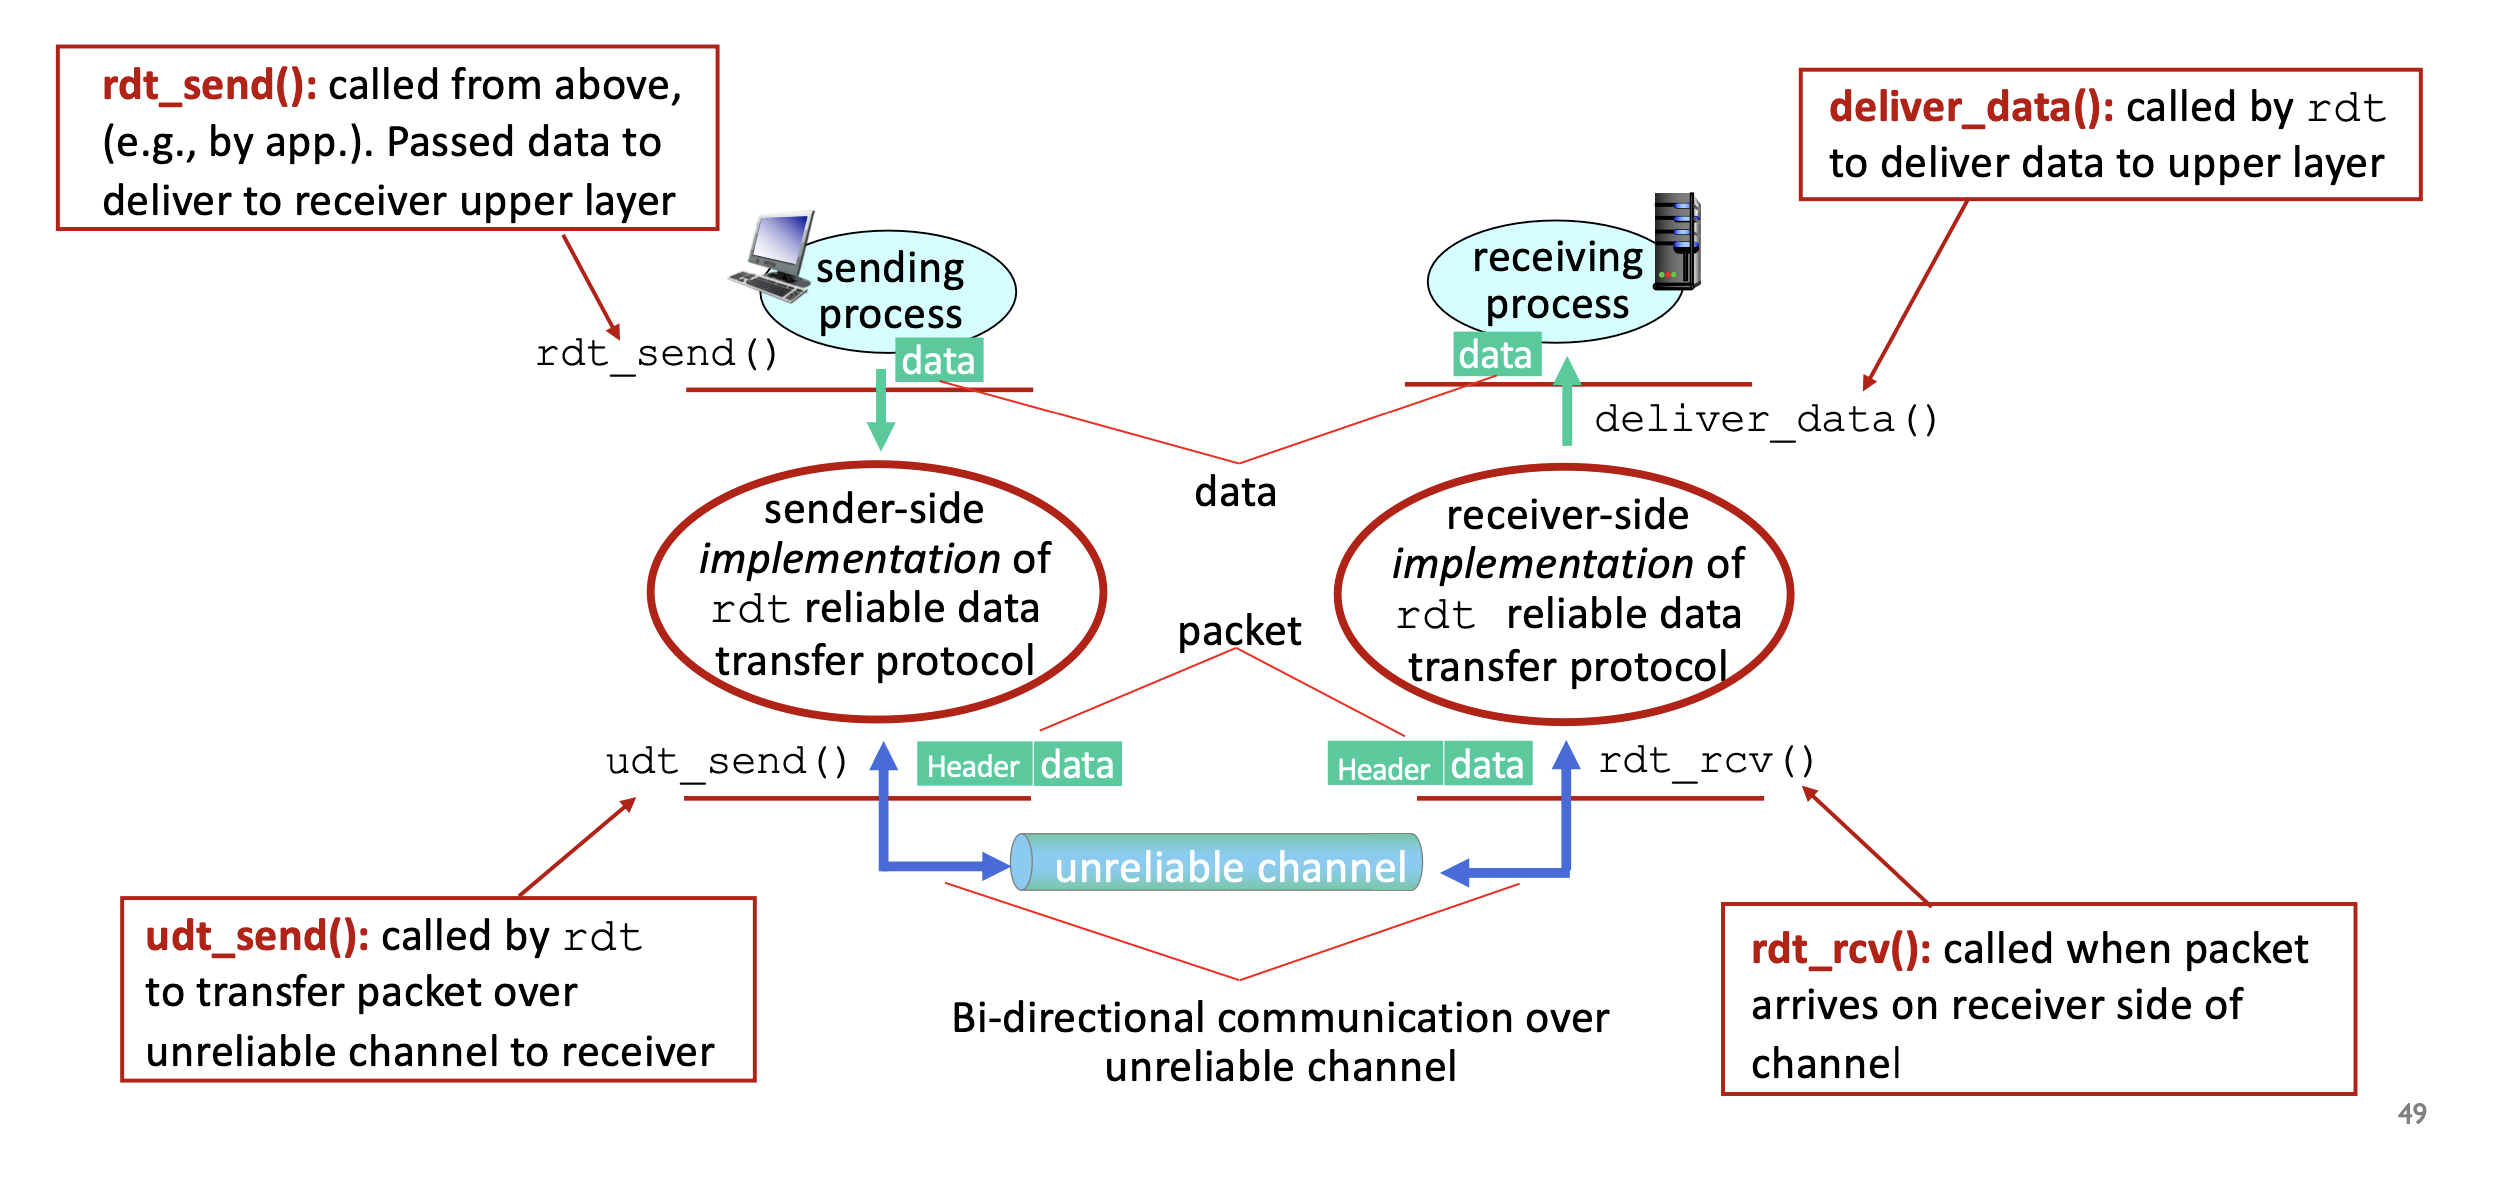 rdt_send(): called from above,
(e.g., by app.). Passed data to
deliver to receiver upper layer
deliver_data(): called by rdt
to deliver data to upper layer
sending
process
receiving
process
rdt_send()
data
data
deliver_data()
data
sender-side
implementation of
rdt reliable data
transfer protocol
receiver-side
implementation of
rdt reliable data
transfer protocol
packet
udt_send()
Header data
Header data
rdt_rcv()
unreliable channel
udt_send(): called by rdt
to transfer packet over
unreliable channel to receiver
Bi-directional communication over
unreliable channel
rdt_rcv(): called when packet
arrives on receiver side of
channel
49